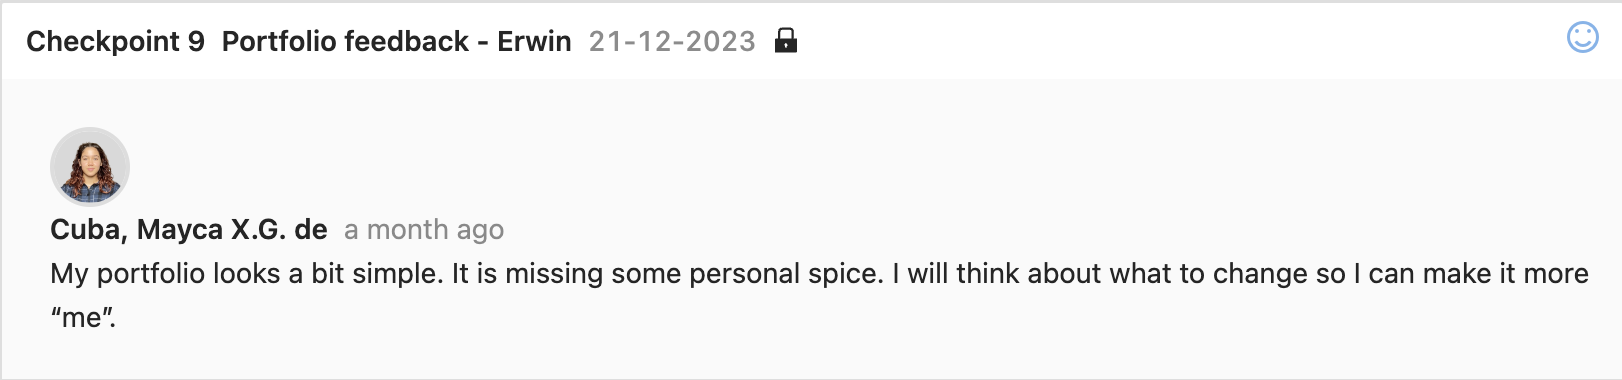 Checkpoint 9 Portfolio feedback - Erwin 21-12-2023
Cuba, Mayca X.G. de a month ago
My portfolio looks a bit simple. It is missing some personal spice. I will think about what to change so I can make it more
“me”.